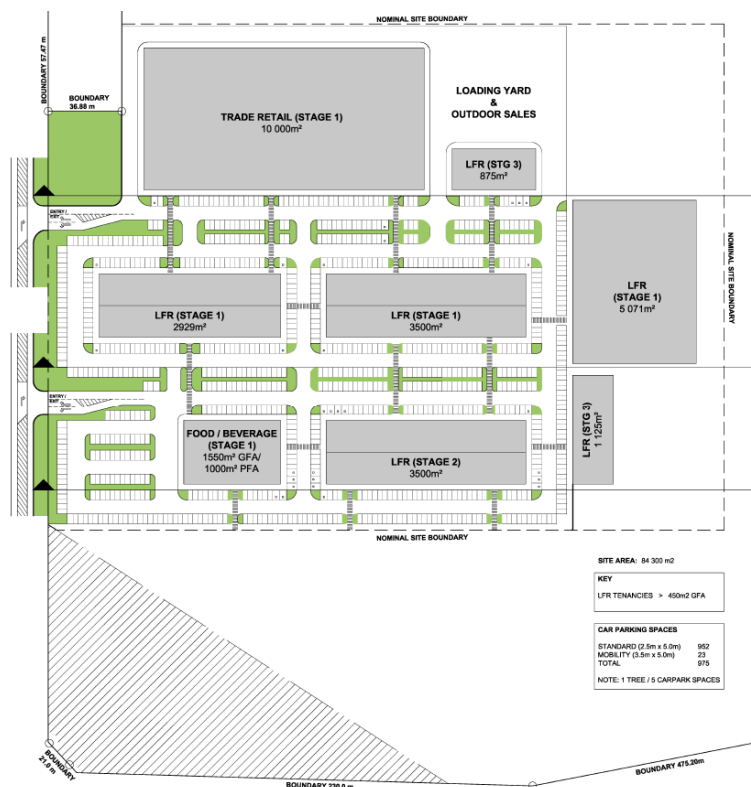 NOMINAL SITE BOUNDARY
BOUNDARY 57.47 m
BOUNDARY
36.88 m
LOADING YARD
&
OUTDOOR SALES
TRADE RETAIL (STAGE 1)
10 000m²
LFR (STG 3)
875m²
ENTRY /
EXIT
LFR
(STAGE 1)
5 071m²
NOMINAL SITE BOUNDARY
LFR (STAGE 1)
2929m²
LFR (STAGE 1)
3500m²
ENTRY /
EXIT
LFR (STG 3)
1 125m²
FOOD / BEVERAGE
(STAGE 1)
1550m² GFA/
1000m² PFA
LFR (STAGE 2)
3500m²
NOMINAL SITE BOUNDARY
SITE AREA: 84 300 m2
KEY
LFR TENANCIES > 450m2 GFA
CAR PARKING SPACES
STANDARD (2.5m x 5.0m) 952
MOBILITY (3.5m x 5.0m) 23
TOTAL 975
NOTE: 1 TREE / 5 CARPARK SPACES
BOUNDARY
21.0 m
BOUNDARY 475.20m
BOUNDARY